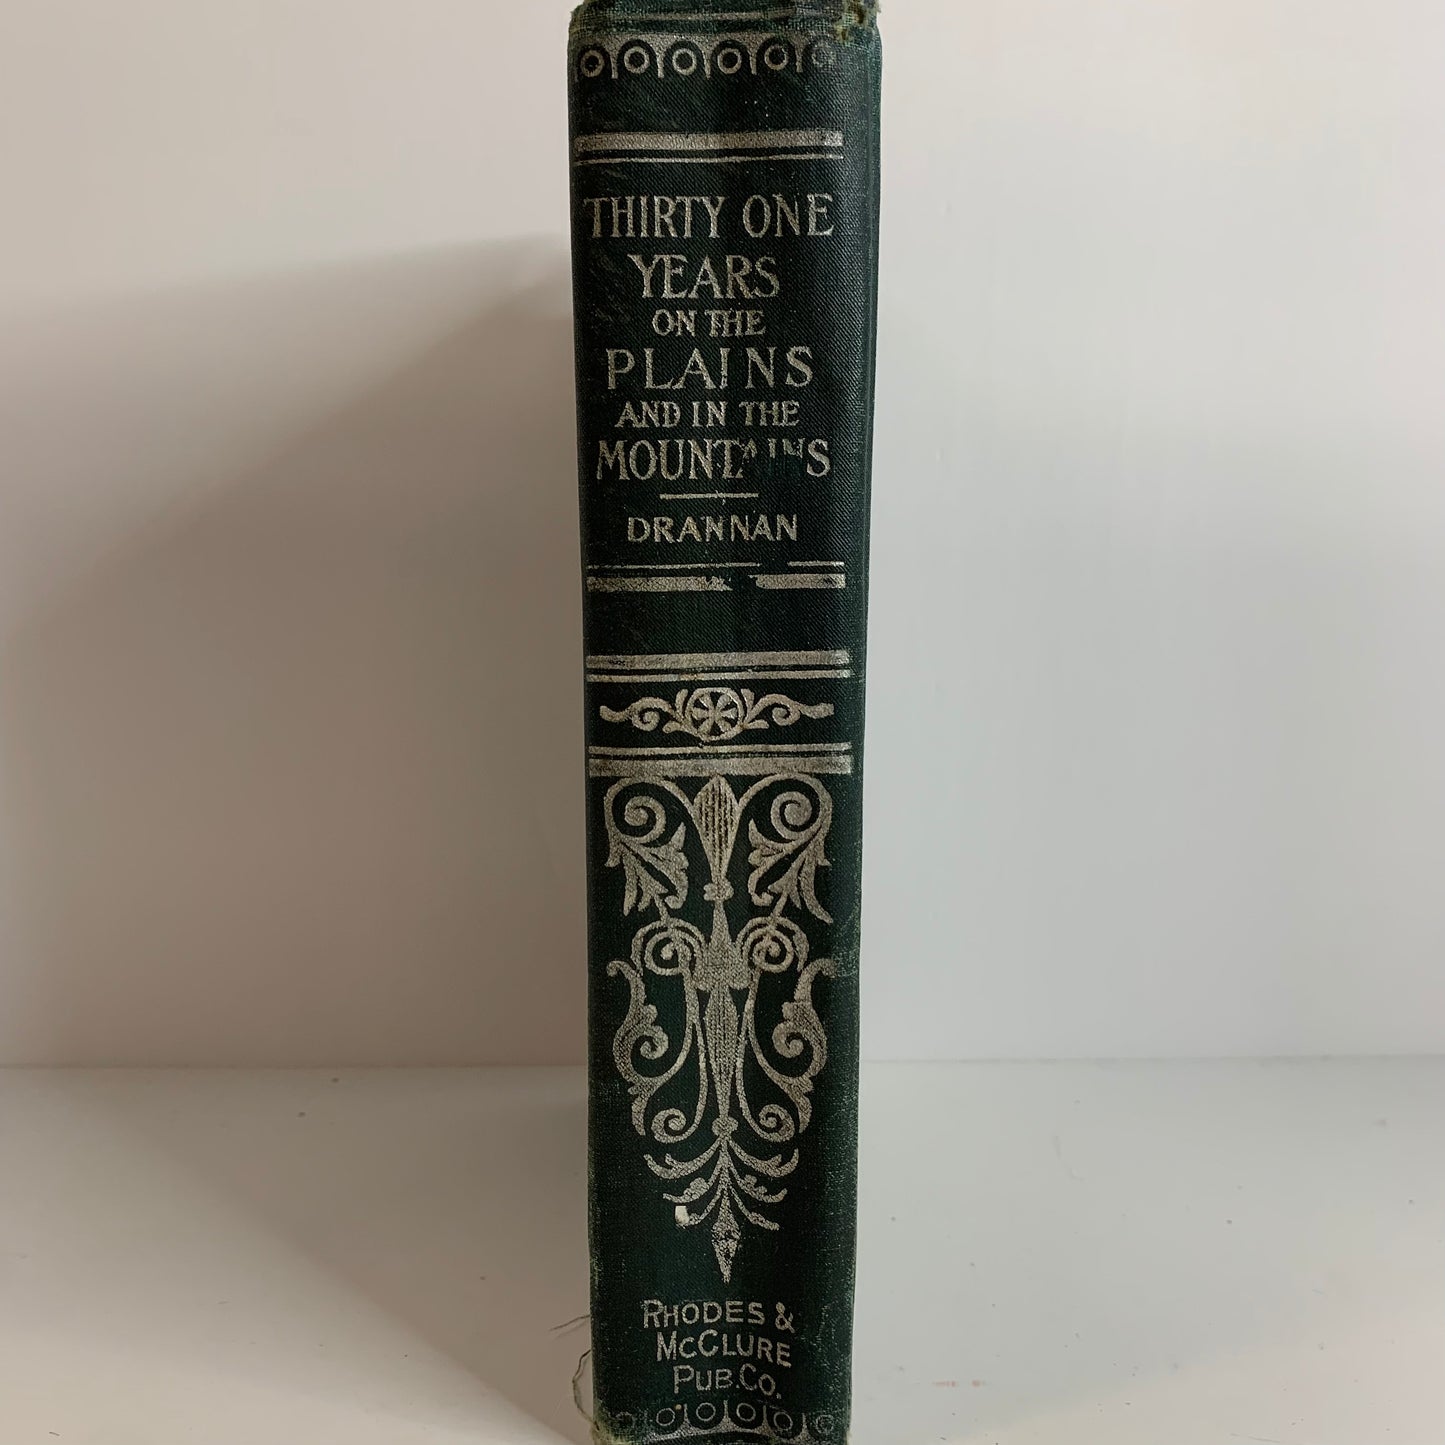 THIRTY ONE
YEARS
ON THE
PLAINS
AND IN THE
MOUNTAINS
DRANNAN
RHODES &
MCCLURE
PUB. CO.